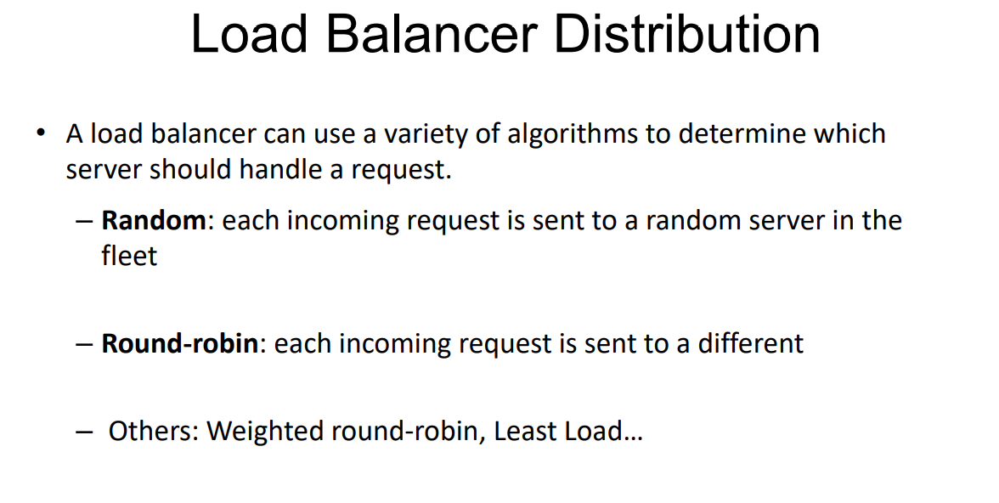 Load Balancer Distribution
• A load balancer can use a variety of algorithms to determine which
server should handle a request.
– Random: each incoming request is sent to a random server in the
fleet
– Round-robin: each incoming request is sent to a different
– Others: Weighted round-robin, Least Load…